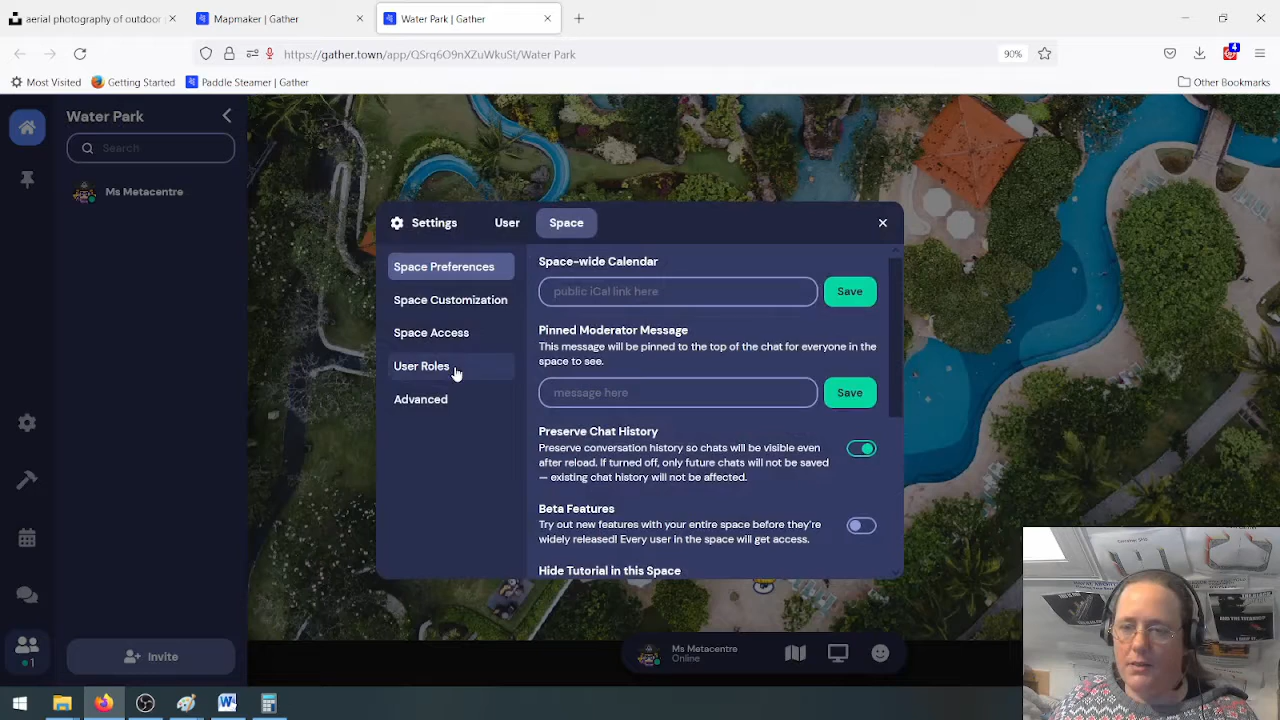 aerial photography of outdoor
Mapmaker | Gather
Water Park | Gather
https://gather.town/app/QSrq6O9nXZuWkuSt/Water Park
90%
4
Most Visited
Getting Started
Paddle Steamer | Gather
Other Bookmarks
Water Park
Search
Ms Metacentre
Settings
User
Space
Space Preferences
Space Customization
Space Access
User Roles
Advanced
Space-wide Calendar
public iCal link here
Save
Pinned Moderator Message
This message will be pinned to the top of the chat for everyone in the
space to see.
message here
Save
Preserve Chat History
Preserve conversation history so chats will be visible even
after reload. If turned off, only future chats will not be saved
— existing chat history will not be affected.
Beta Features
Try out new features with your entire space before they're
widely released! Every user in the space will get access.
Hide Tutorial in this Space
1
Invite
Ms Metacentre
Online